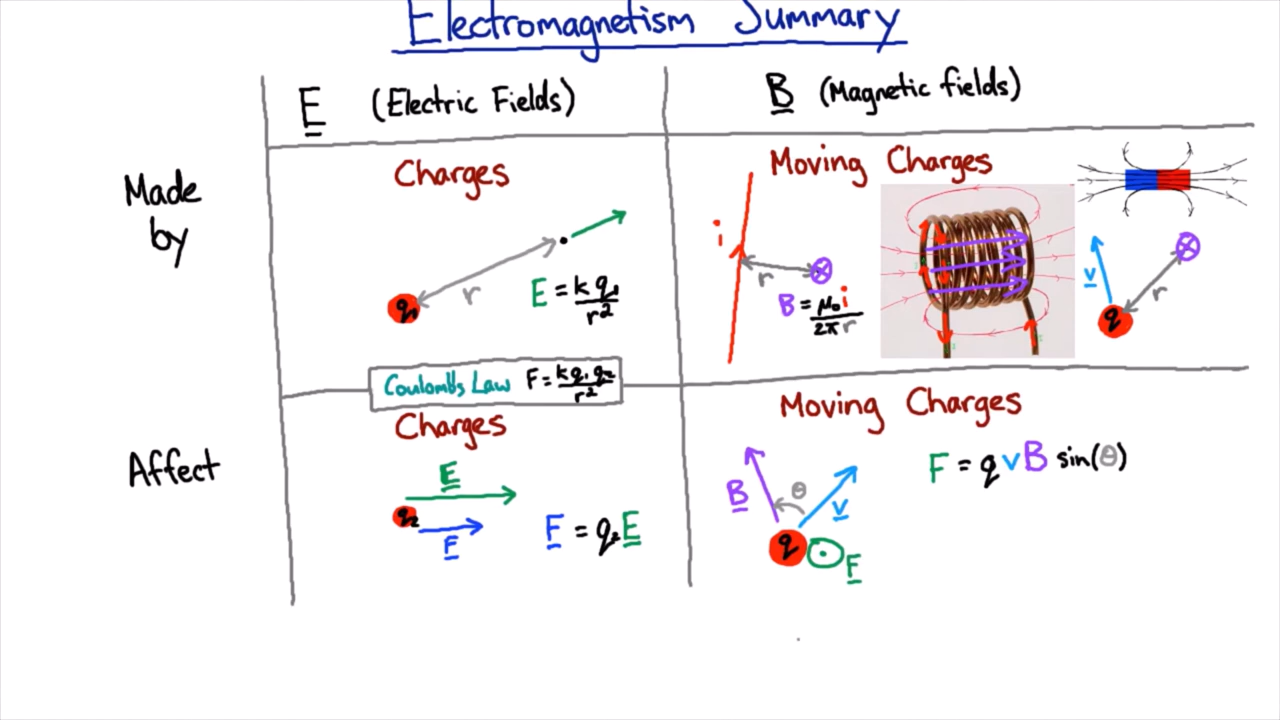 Electromagnetism Summary
E (Electric Fields)
B (Magnetic fields)
Made
by
Charges
q₁
r
E = kq₁/r²
Moving Charges
i
r
B = μ₀i/2πr
v
r
q
Coulomb's Law F = kq₁q₂/r²
Affect
Charges
E
q₂
F
F = q₂E
Moving Charges
B
θ
v
q
F
F = qvB sin(θ)